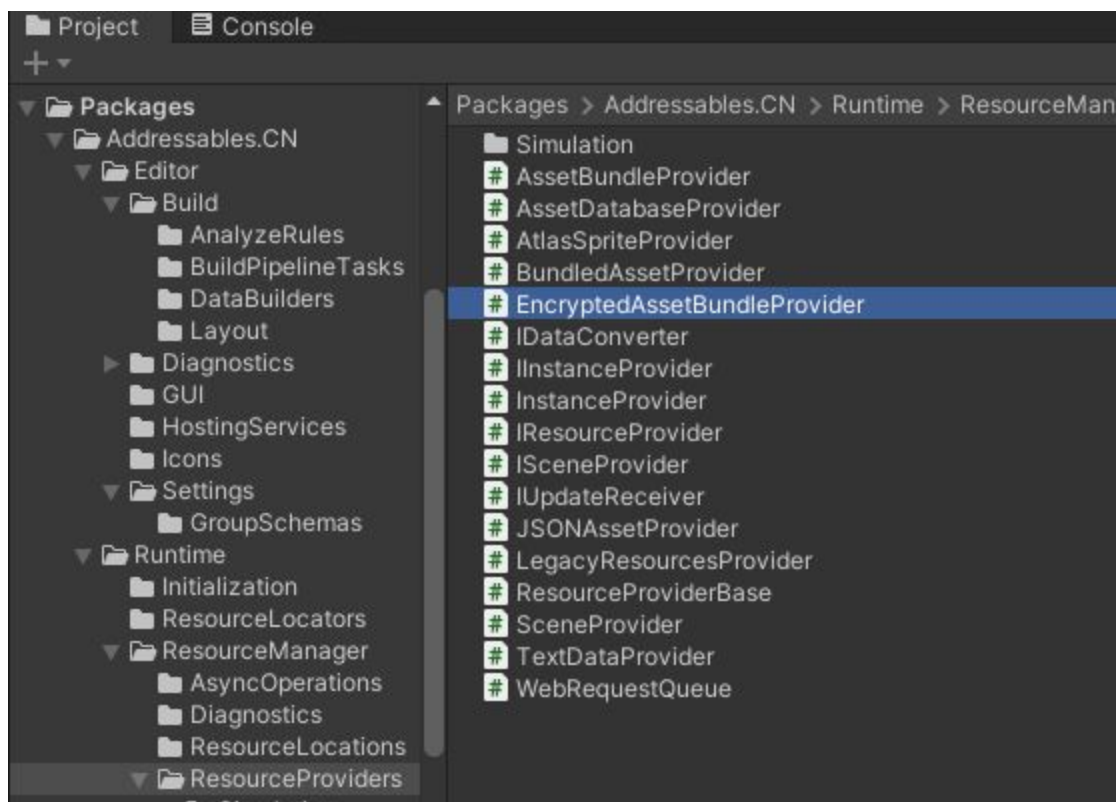 Project
Console
Packages
Addressables.CN
Editor
Build
AnalyzeRules
BuildPipelineTasks
DataBuilders
Layout
Diagnostics
GUI
HostingServices
Icons
Settings
GroupSchemas
Runtime
Initialization
ResourceLocators
ResourceManager
AsyncOperations
Diagnostics
ResourceLocations
ResourceProviders
Packages > Addressables.CN > Runtime > ResourceMan
Simulation
AssetBundleProvider
AssetDatabaseProvider
AtlasSpriteProvider
BundledAssetProvider
EncryptedAssetBundleProvider
IDataConverter
IInstanceProvider
InstanceProvider
IResourceProvider
ISceneProvider
IUpdateReceiver
JSONAssetProvider
LegacyResourcesProvider
ResourceProviderBase
SceneProvider
TextDataProvider
WebRequestQueue